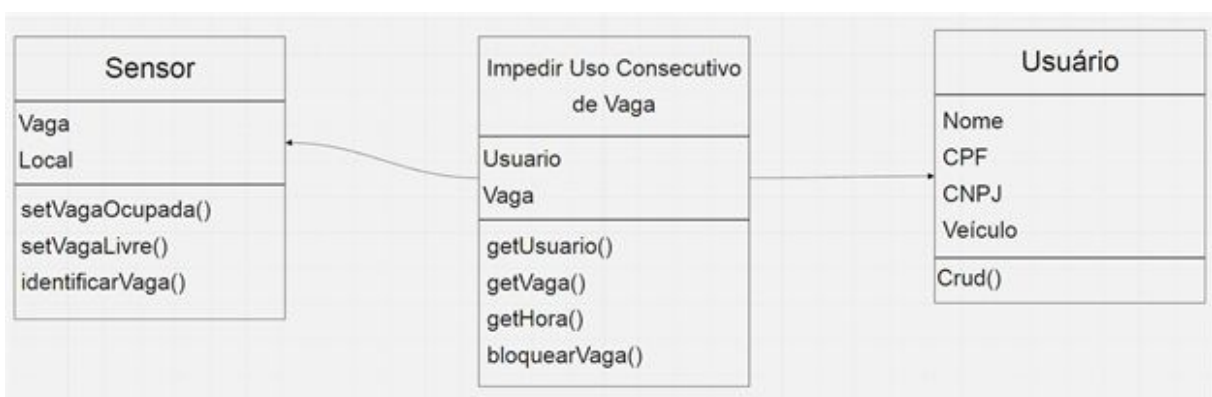 Sensor
Vaga
Local
setVagaOcupada()
setVagaLivre()
identificarVaga()
Impedir Uso Consecutivo
de Vaga
Usuario
Vaga
getUsuario()
getVaga()
getHora()
bloquearVaga()
Usuário
Nome
CPF
CNPJ
Veículo
Crud()